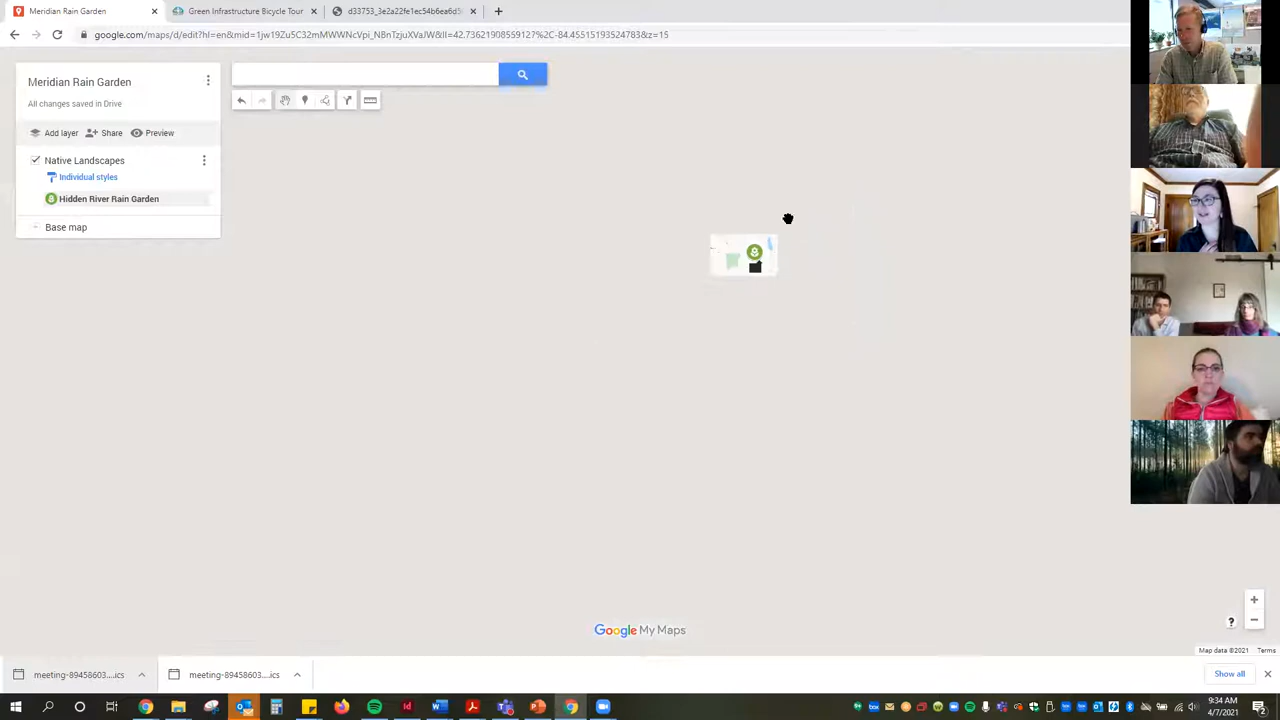 Meridian Rain Garden
Green Infrastructure Bicycle Tour
d33753_3e2a22fe1ec54b6ea6d5
google.com/maps/d/edit?hl=en&mid=1jw19Zu5C32mMWWNcVpi_NBnTzjuXVaJW&ll=42.73621908859127%2C-84.45515193524783&z=15
Meridian Rain Garden
All changes saved in Drive
Add layer
Share
Preview
Native Landscapes
Individual styles
Hidden River Rain Garden
Base map
Google My Maps
Map data ©2021
Terms
meeting-89458603....ics
meeting-89458603....ics
Show all
9:34 AM
4/7/2021